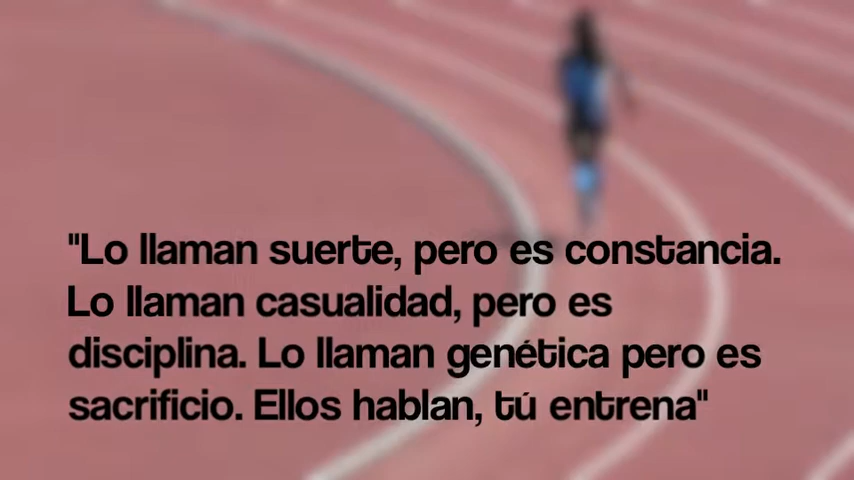 "Lo llaman suerte, pero es constancia.
Lo llaman casualidad, pero es
disciplina. Lo llaman genética pero es
sacrificio. Ellos hablan, tú entrena"